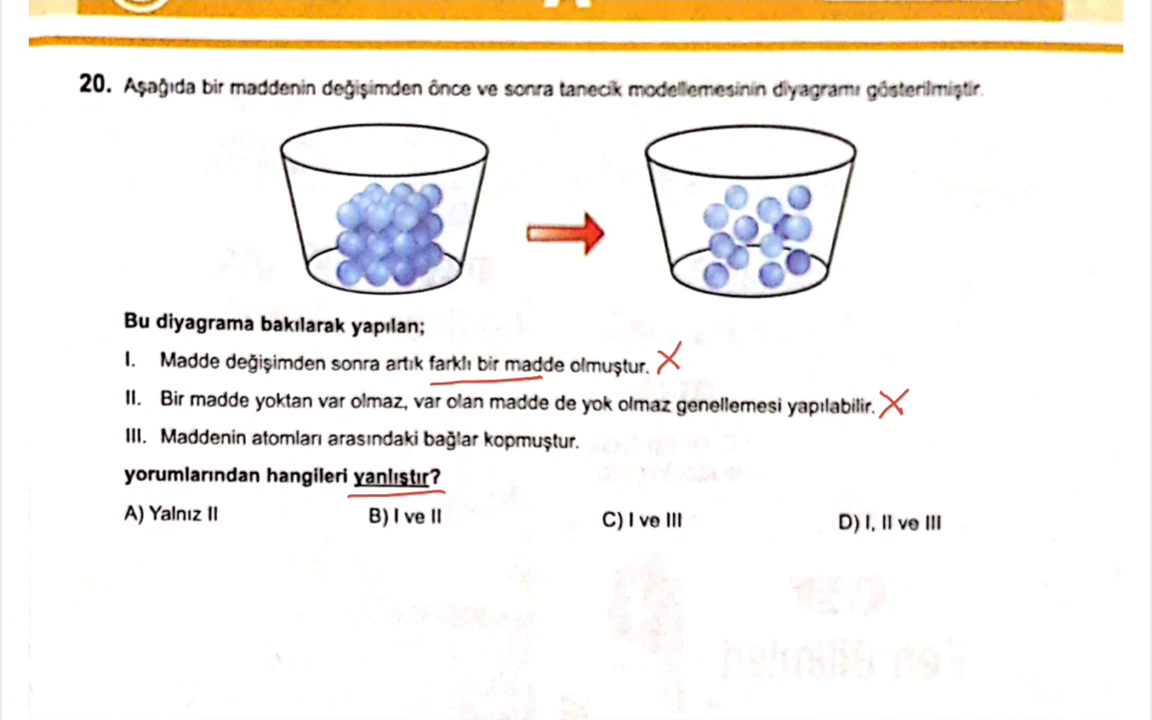 20. Aşağıda bir maddenin değişimden önce ve sonra tanecik modellemesinin diyagramı gösterilmiştir.
Bu diyagrama bakılarak yapılan;
I. Madde değişimden sonra artık farklı bir madde olmuştur.
II. Bir madde yoktan var olmaz, var olan madde de yok olmaz genellemesi yapılabilir.
III. Maddenin atomları arasındaki bağlar kopmuştur.
yorumlarından hangileri yanlıştır?
A) Yalnız II B) I ve II C) I ve III D) I, II ve III